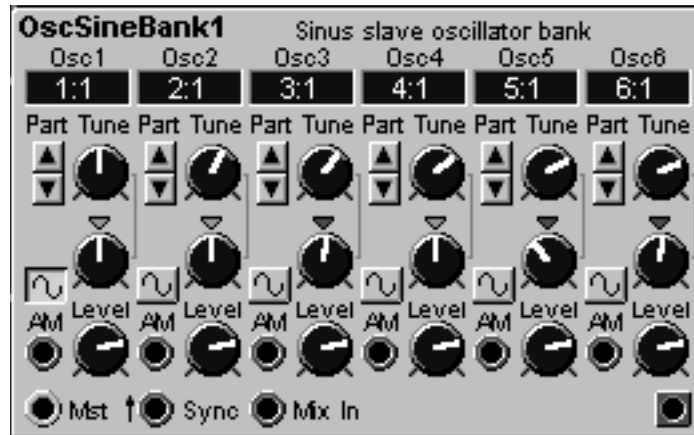 OscSineBank1 Sinus slave oscillator bank
Osc1 Osc2 Osc3 Osc4 Osc5 Osc6
1:1 2:1 3:1 4:1 5:1 6:1
Part Tune Part Tune Part Tune Part Tune Part Tune Part Tune
AM Level AM Level AM Level AM Level AM Level AM Level
Mst Sync Mix In